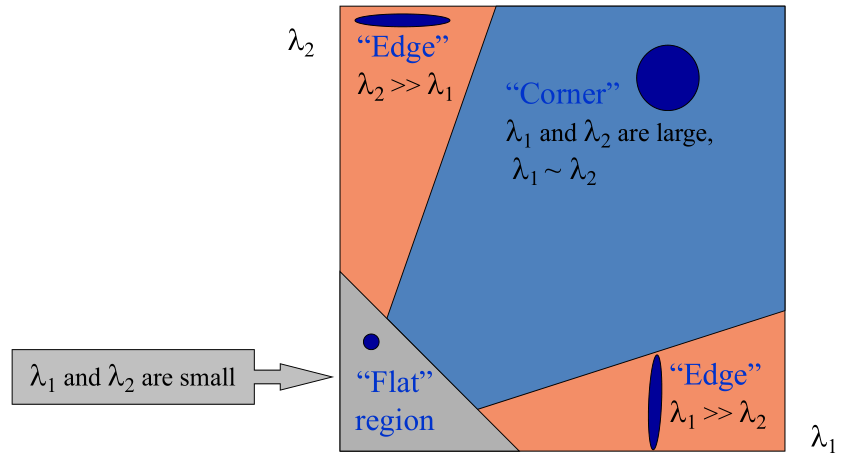 λ₂
“Edge”
λ₂ >> λ₁
“Corner”
λ₁ and λ₂ are large,
λ₁ ~ λ₂
λ₁ and λ₂ are small
“Flat”
region
“Edge”
λ₁ >> λ₂
λ₁